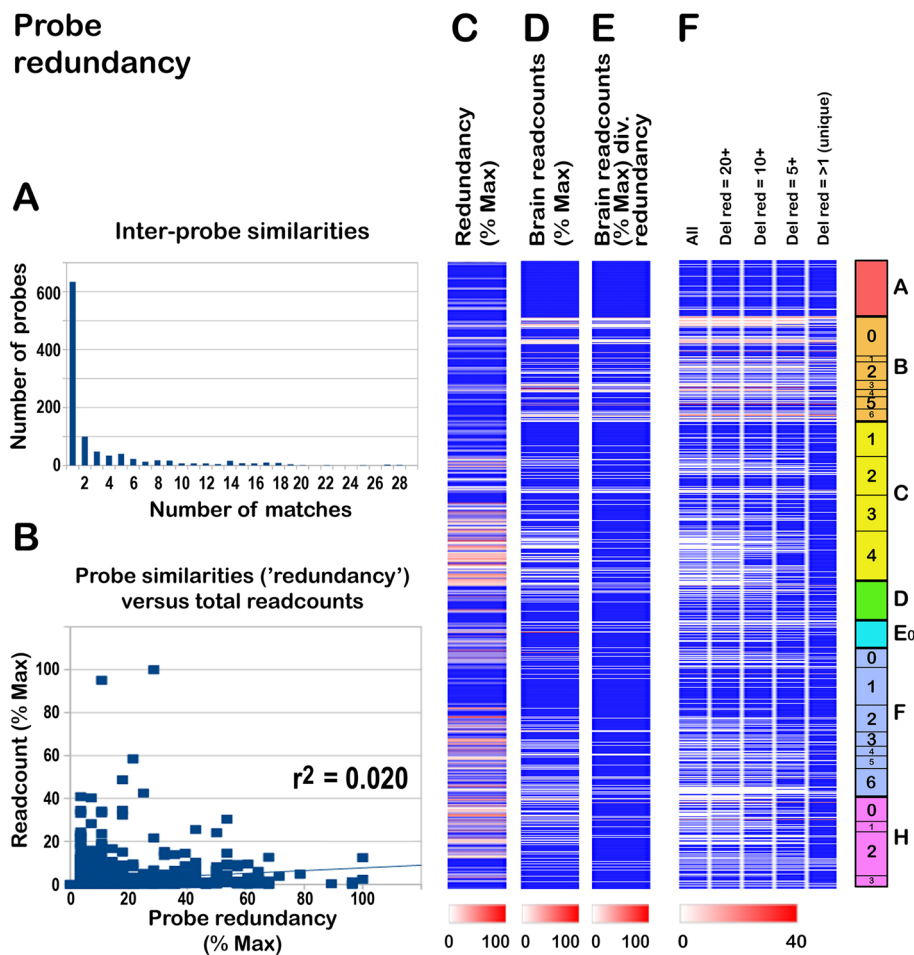 Probe
redundancy
A
Inter-probe similarities
Number of probes
600
400
200
0
2 4 6 8 10 12 14 16 18 20 22 24 26 28
Number of matches
B
Probe similarities ('redundancy')
versus total readcounts
Readcount (% Max)
100
80
60
40
20
0
r2 = 0.020
0 20 40 60 80 100
Probe redundancy
(% Max)
C
Redundancy
(% Max)
0 100
D
Brain readcounts
(% Max)
0 100
E
Brain readcounts
(% Max) div.
redundancy
0 100
F
All
Del red = 20+
Del red = 10+
Del red = 5+
Del red = >1 (unique)
0 40
A
0
1
2
3
4
5
6
B
1
2
3
4
C
D
E0
0
1
2
3
4
5
6
F
0
1
2
3
H